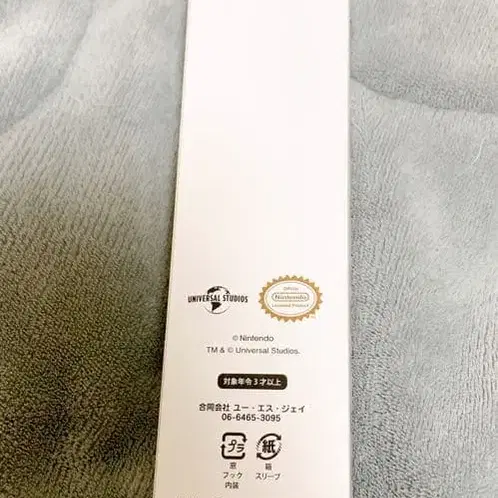 UNIVERSAL STUDIOS
Official
Nintendo
Licensed Product
© Nintendo
TM & © Universal Studios.
対象年令3才以上
合同会社 ユー・エス・ジェイ
06-6465-3095
プラ
紙
窓
フック
内装
箱
スリーブ